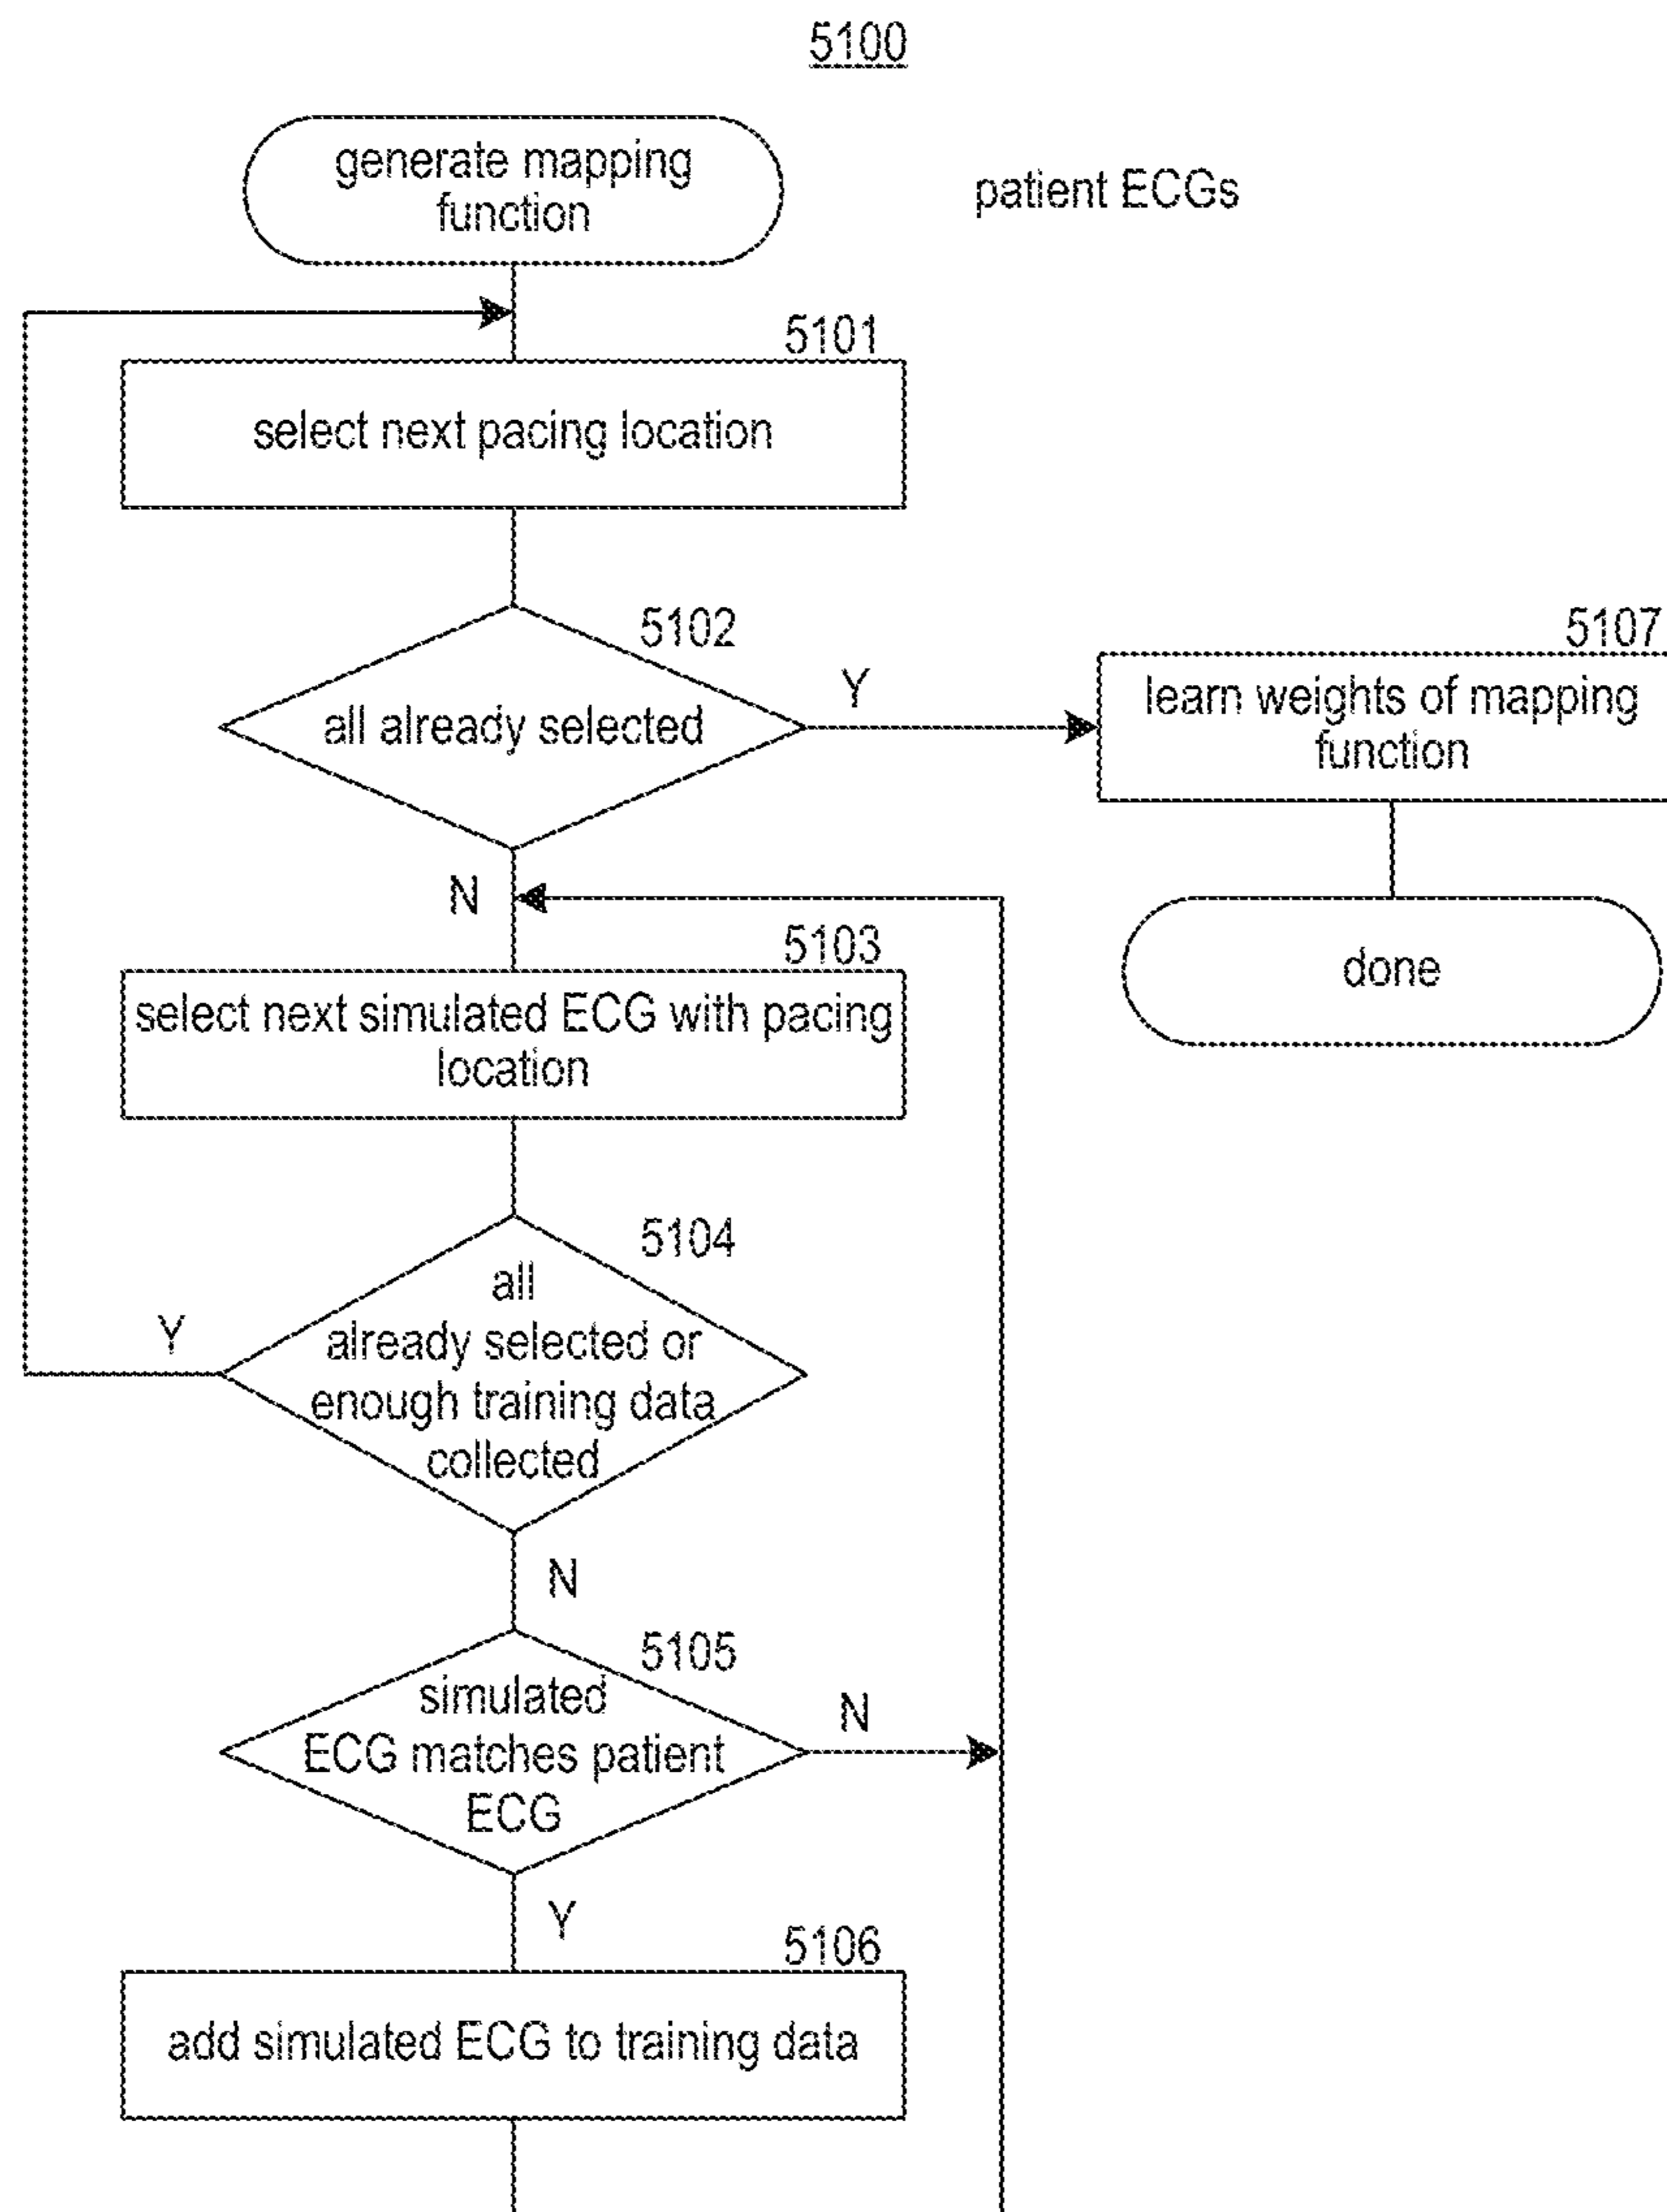 5100
generate mapping
function
patient ECGs
5101
select next pacing location
5102
all already selected
Y
5107
learn weights of mapping
function
N
done
5103
select next simulated ECG with pacing
location
5104
all
already selected or
enough training data
collected
Y
N
5105
simulated
ECG matches patient
ECG
N
Y
5106
add simulated ECG to training data